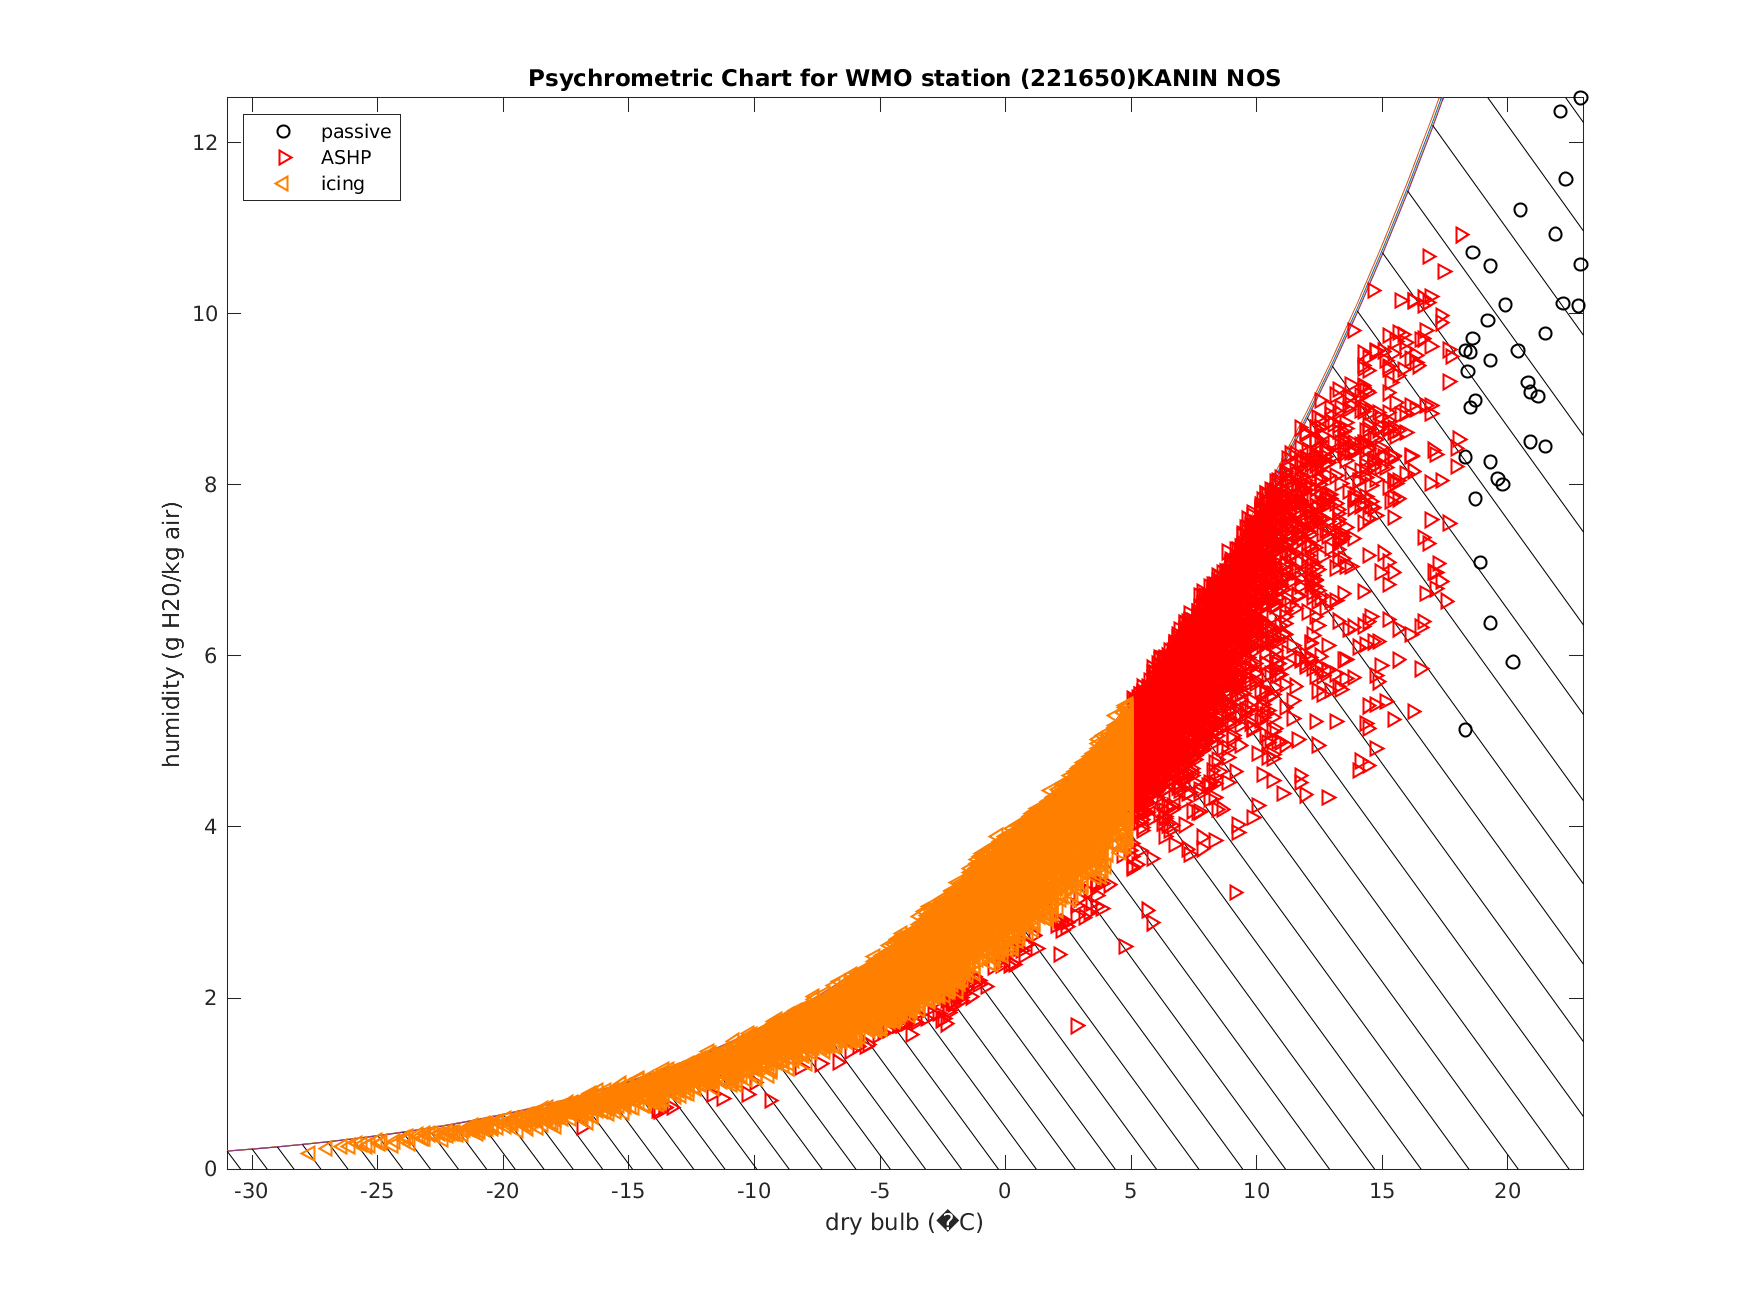 Psychrometric Chart for WMO station (221650)KANIN NOS
passive
ASHP
icing
humidity (g H20/kg air)
12
10
8
6
4
2
0
-30 -25 -20 -15 -10 -5 0 5 10 15 20
dry bulb (�C)